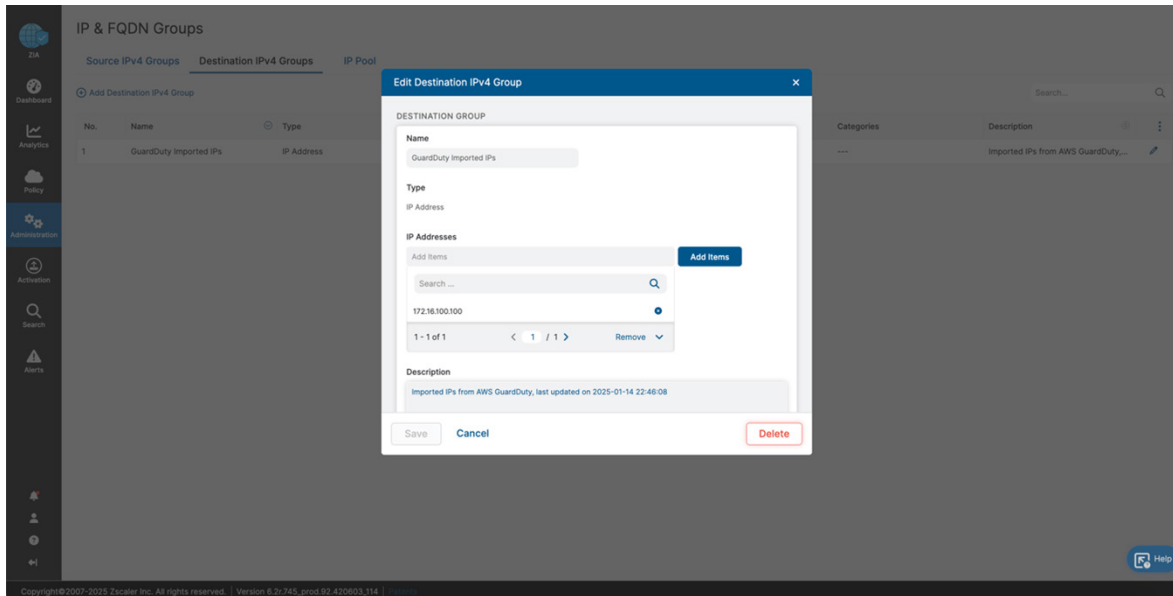 IP & FQDN Groups
ZIA
Source IPv4 Groups Destination IPv4 Groups IP Pool
Edit Destination IPv4 Group
Dashboard
Add Destination IPv4 Group
Search...
DESTINATION GROUP
No. Name Type Categories Description
Name
Analytics
1 GuardDuty Imported IPs IP Address --- Imported IPs from AWS GuardDuty,...
GuardDuty Imported IPs
Type
Policy
IP Address
Administration
IP Addresses
Add Items Add Items
Activation
Search ...
172.16.100.100
Search
1 - 1 of 1 1 / 1 Remove
Alerts
Description
Imported IPs from AWS GuardDuty, last updated on 2025-01-14 22:46:08
Save Cancel Delete
Help
Copyright©2007-2025 Zscaler Inc. All rights reserved. | Version 6.2r.745_prod.92.420603_114 |